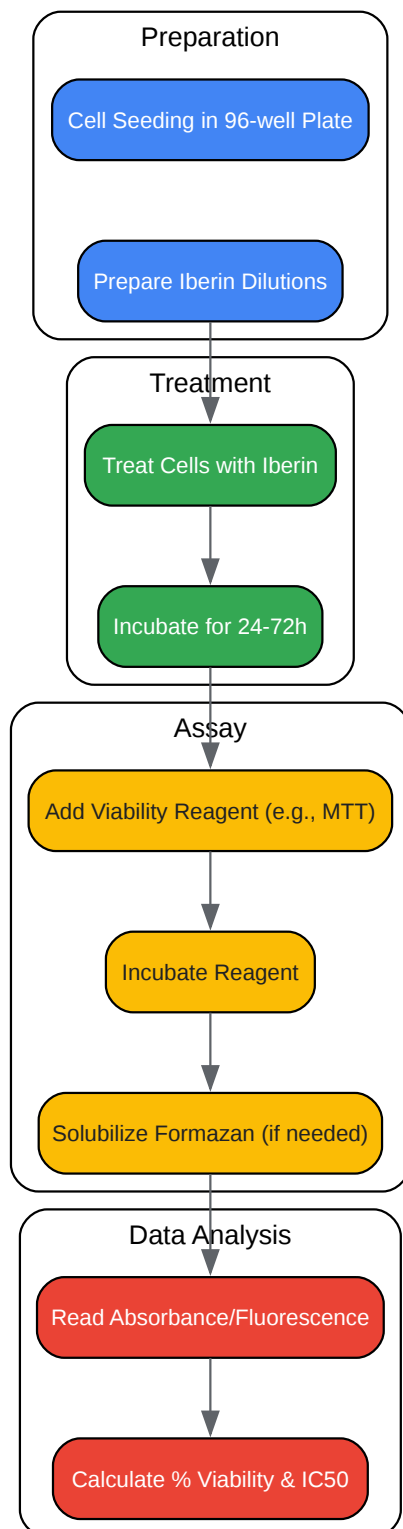 Preparation
Cell Seeding in 96-well Plate
Prepare Iberin Dilutions
Treatment
Treat Cells with Iberin
Incubate for 24-72h
Assay
Add Viability Reagent (e.g., MTT)
Incubate Reagent
Solubilize Formazan (if needed)
Data Analysis
Read Absorbance/Fluorescence
Calculate % Viability & IC50